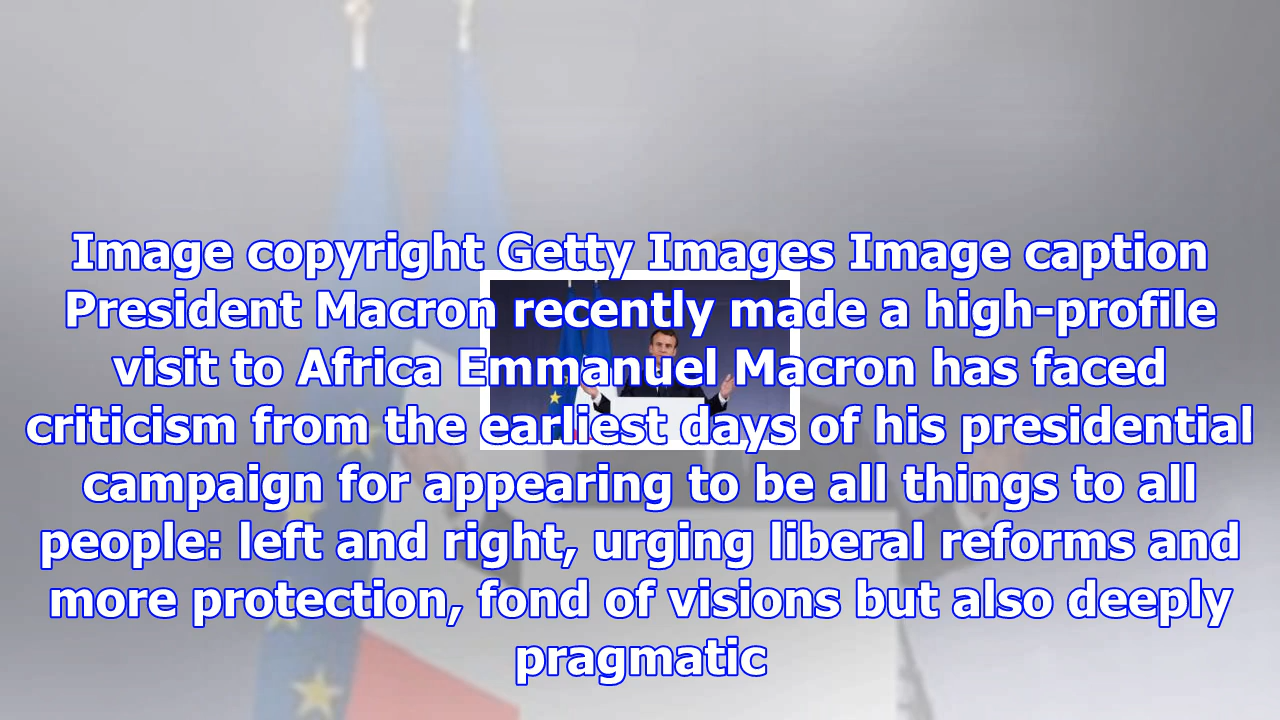 Image copyright Getty Images Image caption
President Macron recently made a high-profile
visit to Africa Emmanuel Macron has faced
criticism from the earliest days of his presidential
campaign for appearing to be all things to all
people: left and right, urging liberal reforms and
more protection, fond of visions but also deeply
pragmatic